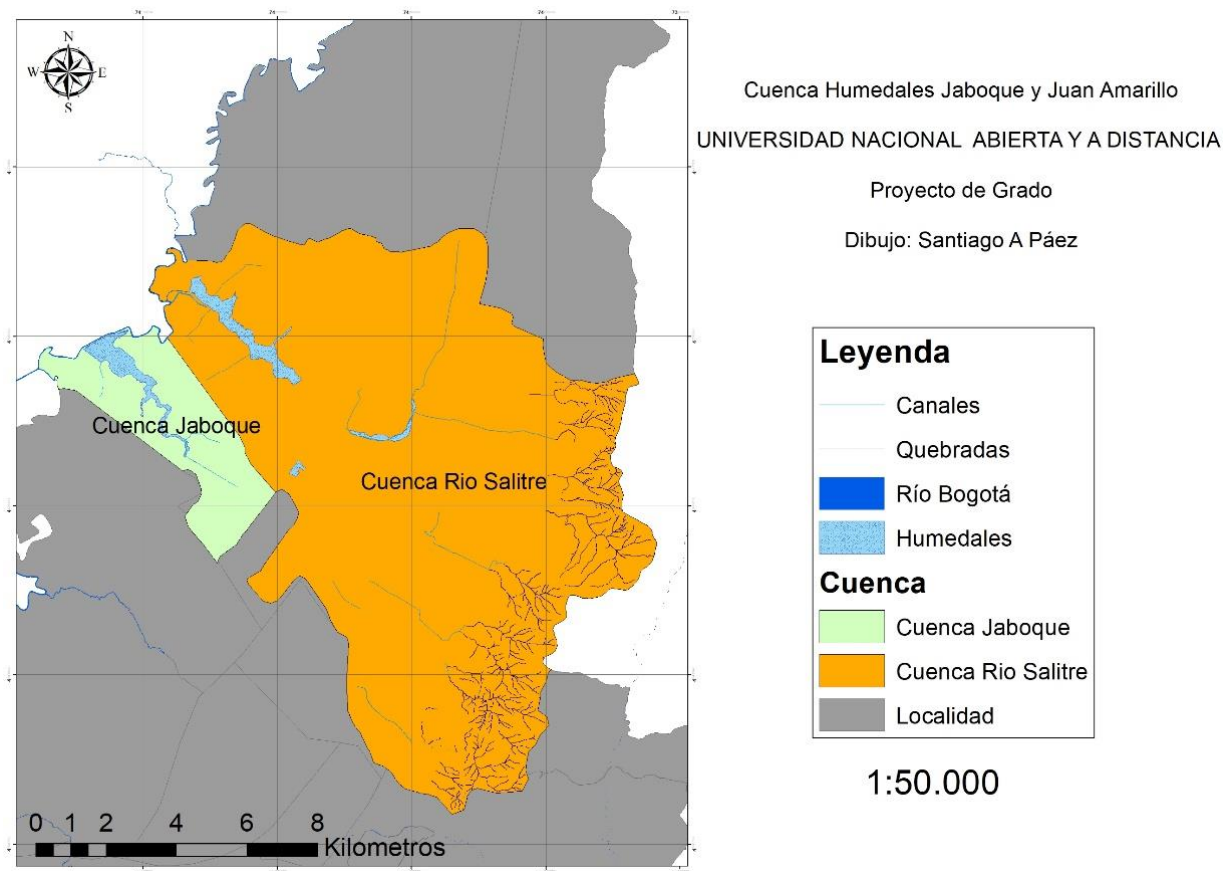 N
W E
S
Cuenca Jaboque
Cuenca Rio Salitre
0 1 2 4 6 8
Kilometros
Cuenca Humedales Jaboque y Juan Amarillo
UNIVERSIDAD NACIONAL ABIERTA Y A DISTANCIA
Proyecto de Grado
Dibujo: Santiago A Páez
Leyenda
Canales
Quebradas
Río Bogotá
Humedales
Cuenca
Cuenca Jaboque
Cuenca Rio Salitre
Localidad
1:50.000